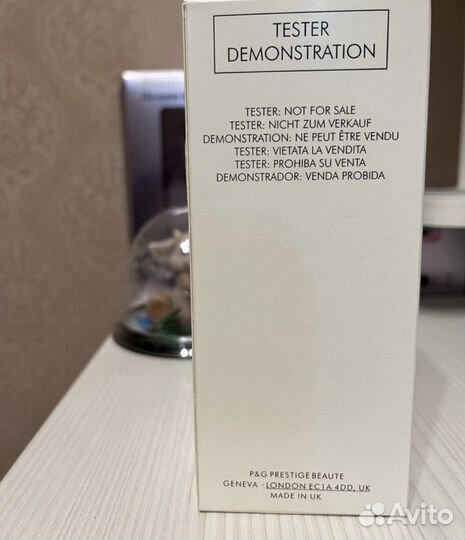 TESTER
DEMONSTRATION
TESTER: NOT FOR SALE
TESTER: NICHT ZUM VERKAUF
DEMONSTRATION: NE PEUT ÊTRE VENDU
TESTER: VIETATA LA VENDITA
TESTER: PROHIBA SU VENTA
DEMONSTRADOR: VENDA PROBIDA
P&G PRESTIGE BEAUTE
GENEVA · LONDON EC1A 4DD, UK
MADE IN UK
Avito